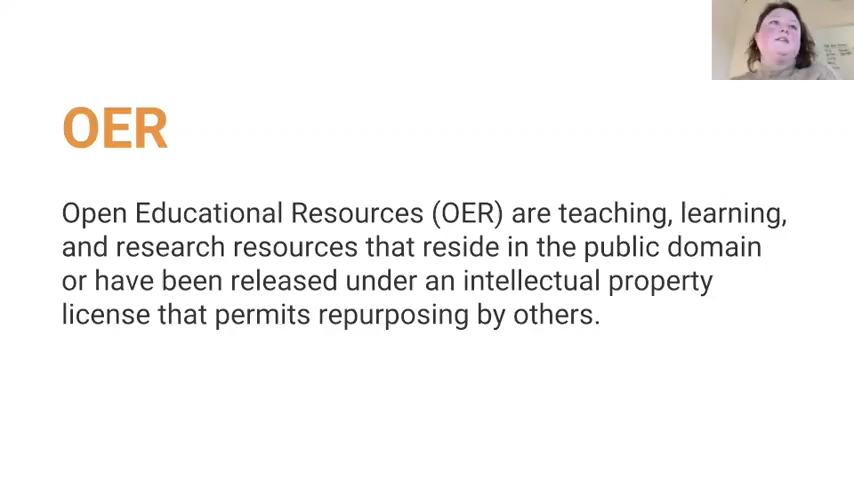 OER
Open Educational Resources (OER) are teaching, learning,
and research resources that reside in the public domain
or have been released under an intellectual property
license that permits repurposing by others.